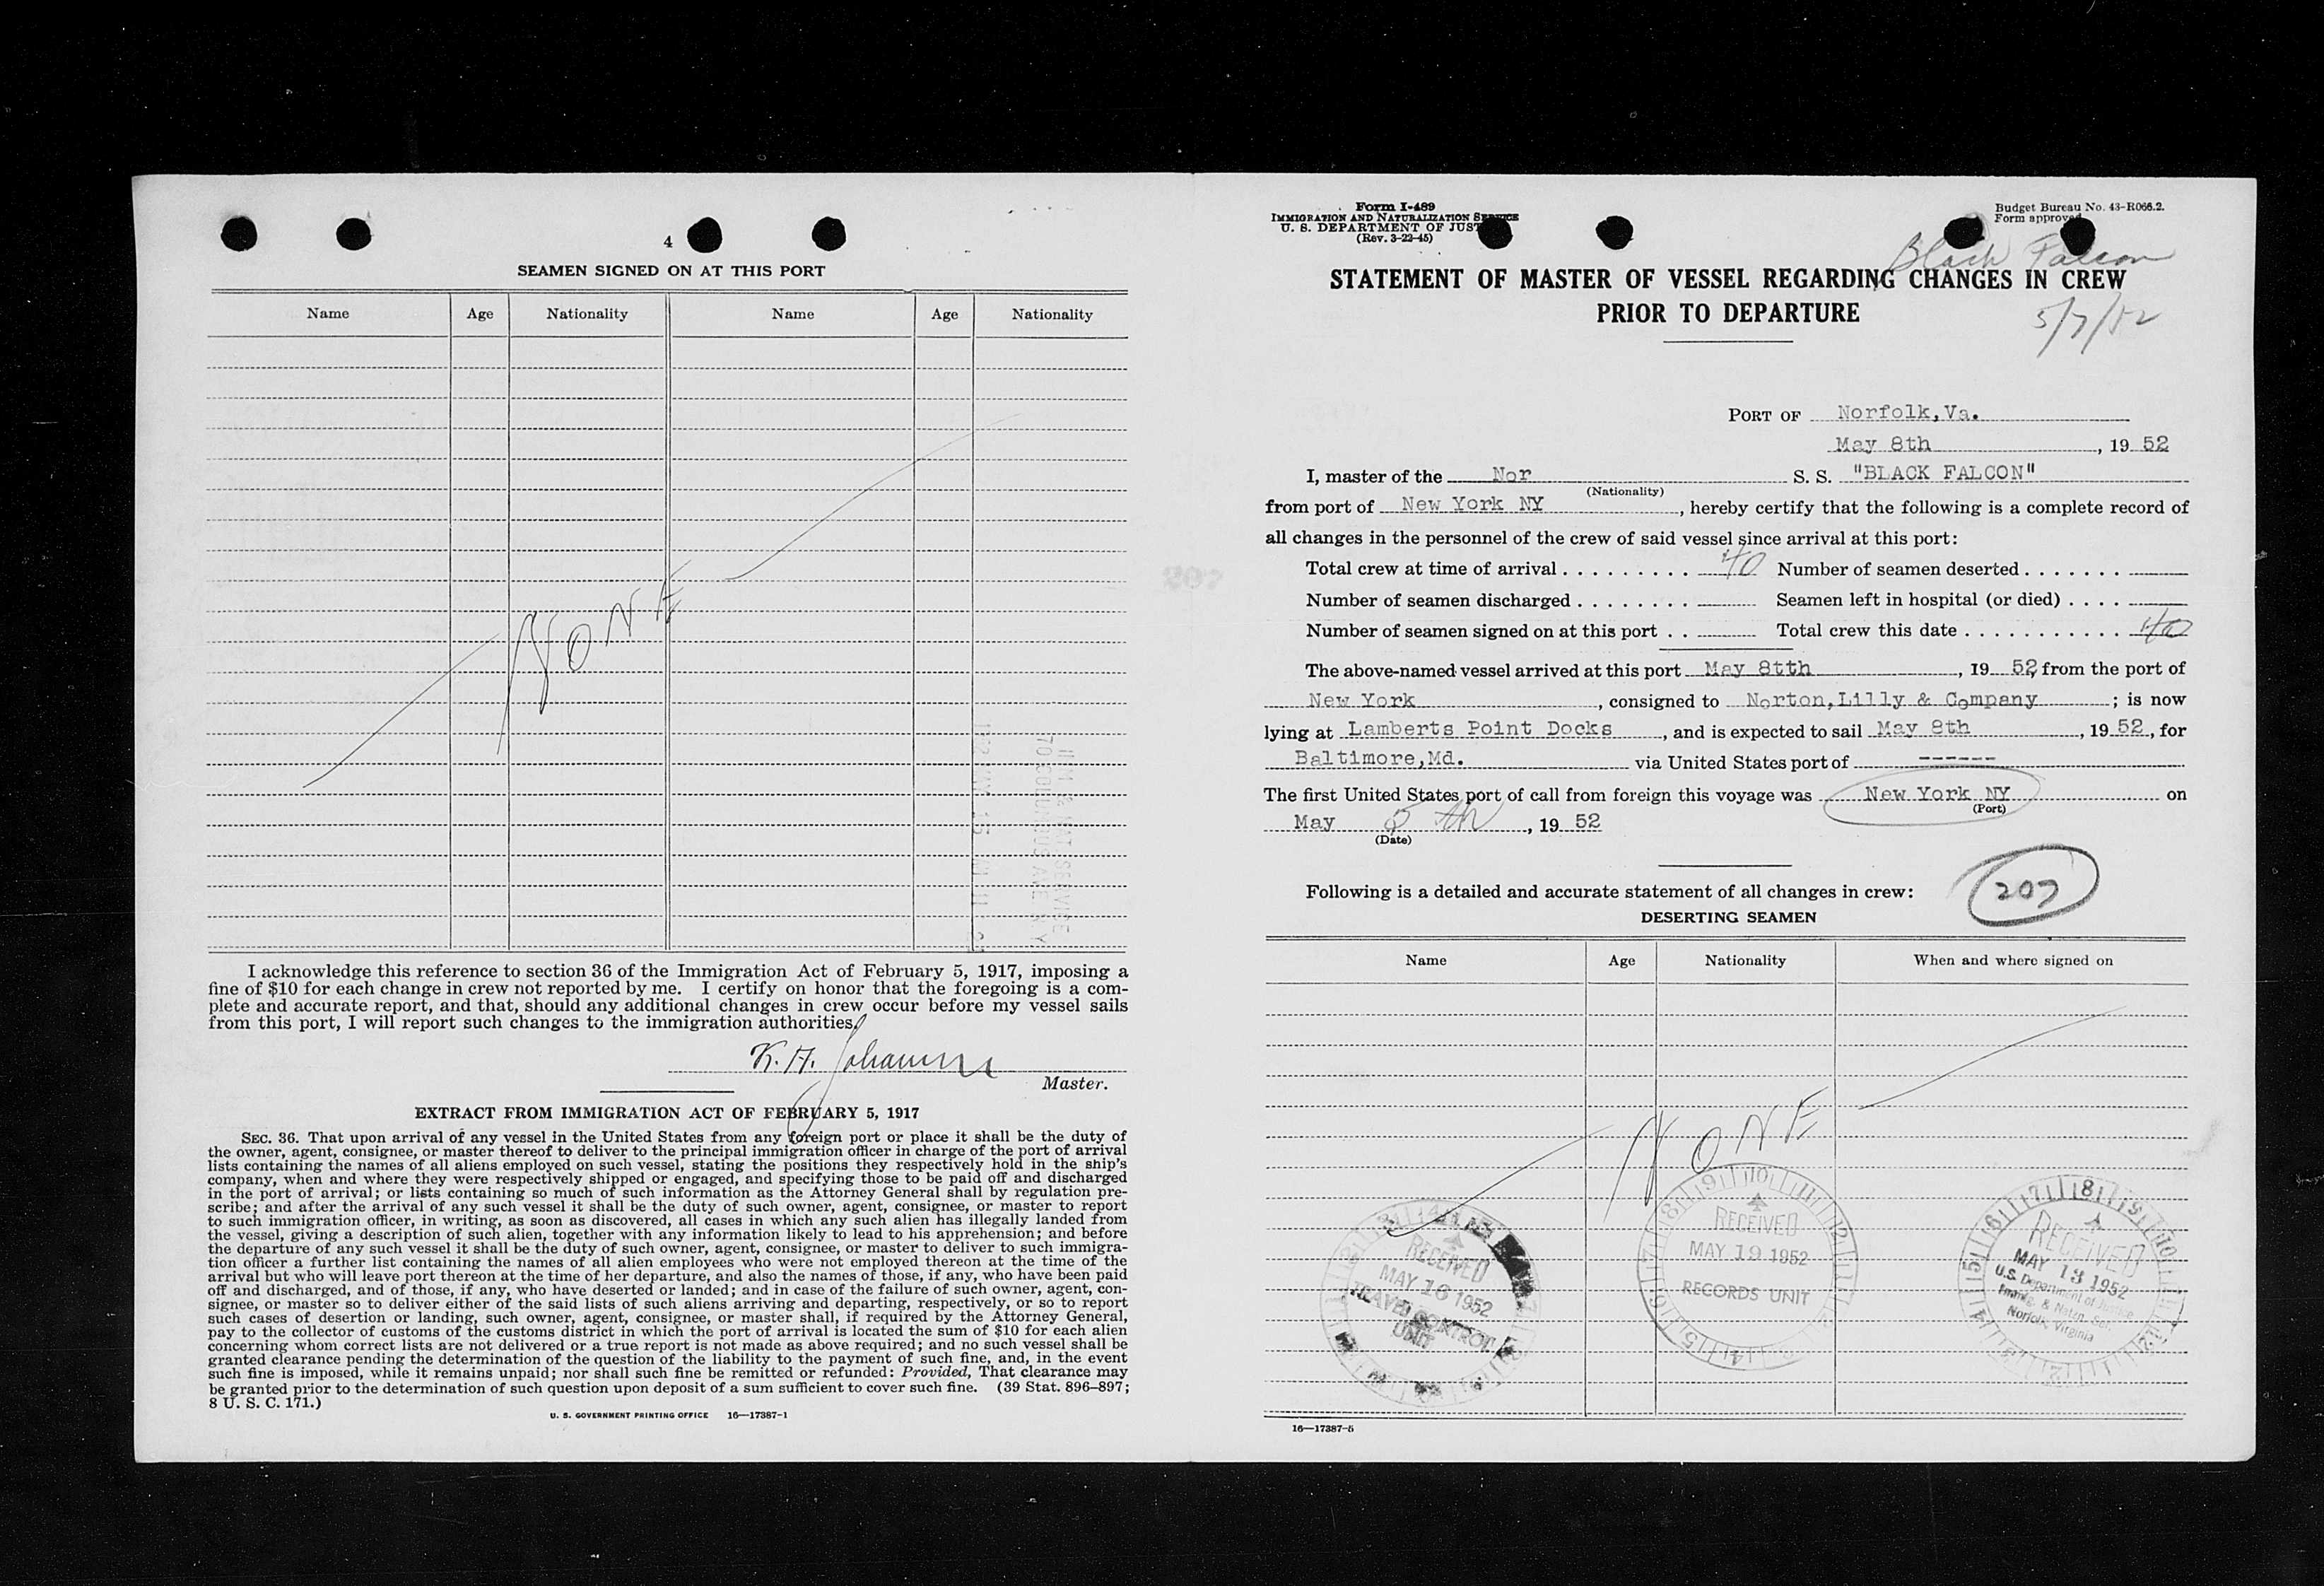 4
SEAMEN SIGNED ON AT THIS PORT
Name Age Nationality Name Age Nationality
NONE
I acknowledge this reference to section 36 of the Immigration Act of February 5, 1917, imposing a
fine of $10 for each change in crew not reported by me. I certify on honor that the foregoing is a com-
plete and accurate report, and that, should any additional changes in crew occur before my vessel sails
from this port, I will report such changes to the immigration authorities.
K. H.
Master.
EXTRACT FROM IMMIGRATION ACT OF FEBRUARY 5, 1917
SEC. 36. That upon arrival of any vessel in the United States from any foreign port or place it shall be the duty of
the owner, agent, consignee, or master thereof to deliver to the principal immigration officer in charge of the port of arrival
lists containing the names of all aliens employed on such vessel, stating the positions they respectively hold in the ship's
company, when and where they were respectively shipped or engaged, and specifying those to be paid off and discharged
in the port of arrival; or lists containing so much of such information as the Attorney General shall by regulation pre-
scribe; and after the arrival of any such vessel it shall be the duty of such owner, agent, consignee, or master to report
to such immigration officer, in writing, as soon as discovered, all cases in which any such alien has illegally landed from
the vessel, giving a description of such alien, together with any information likely to lead to his apprehension; and before
the departure of any such vessel it shall be the duty of such owner, agent, consignee, or master to deliver to such immigra-
tion officer a further list containing the names of all alien employees who were not employed thereon at the time of the
arrival but who will leave port thereon at the time of her departure, and also the names of those, if any, who have been paid
off and discharged, and of those, if any, who have deserted or landed; and in case of the failure of such owner, agent, con-
signee, or master so to deliver either of the said lists of such aliens arriving and departing, respectively, or so to report
such cases of desertion or landing, such owner, agent, consignee, or master shall, if required by the Attorney General,
pay to the collector of customs of the customs district in which the port of arrival is located the sum of $10 for each alien
concerning whom correct lists are not delivered or a true report is not made as above required; and no such vessel shall be
granted clearance pending the determination of the question of the liability to the payment of such fine, and, in the event
such fine is imposed, while it remains unpaid; nor shall such fine be remitted or refunded: Provided, That clearance may
be granted prior to the determination of such question upon deposit of a sum sufficient to cover such fine. (39 Stat. 896–897;
8 U. S. C. 171.)
U. S. GOVERNMENT PRINTING OFFICE 16—17387-1
Form I-489
IMMIGRATION AND NATURALIZATION SERVICE
U. S. DEPARTMENT OF JUST
(Rev. 3-22-45)
Budget Bureau No. 43-R066.2.
Form approved
Black Falcon
STATEMENT OF MASTER OF VESSEL REGARDING CHANGES IN CREW
PRIOR TO DEPARTURE
5/7/52
PORT OF Norfolk,Va.
May 8th, 19 52
I, master of the Nor S. S. "BLACK FALCON"
(Nationality)
from port of New York NY, hereby certify that the following is a complete record of
all changes in the personnel of the crew of said vessel since arrival at this port:
Total crew at time of arrival . . . . . . . . . 40 Number of seamen deserted . . . . . . .
Number of seamen discharged . . . . . . . . Seamen left in hospital (or died) . . . .
Number of seamen signed on at this port . . Total crew this date . . . . . . . . . . . . 40
The above-named vessel arrived at this port May 8tth, 19 52, from the port of
New York, consigned to Norton,Lilly & Company; is now
lying at Lamberts Point Docks, and is expected to sail May 8th, 19 52, for
Baltimore,Md. via United States port of ------
The first United States port of call from foreign this voyage was New York NY on
(Port)
May 5 th, 19 52
(Date)
207
Following is a detailed and accurate statement of all changes in crew:
DESERTING SEAMEN
Name Age Nationality When and where signed on
NONE
RECEIVED
MAY 16 1952
TRAVEL CONTROL
UNIT
RECEIVED
MAY 19 1952
RECORDS UNIT
RECEIVED
MAY 13 1952
U.S. Department of Justice
Immig. & Natzn. Ser.
Norfolk, Virginia
16—17387-5